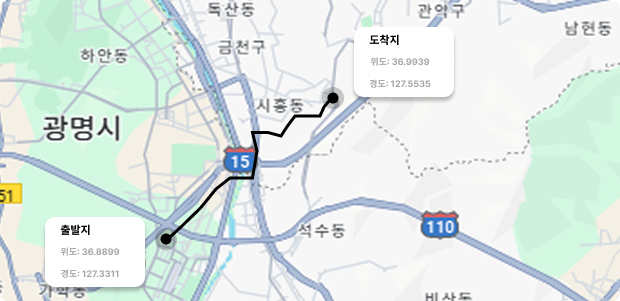 독산동
관악구
남현동
금천구
하안동
도착지
위도: 36.9939
경도: 127.5535
시흥동
광명시
15
51
출발지
위도: 36.8899
경도: 127.3311
석수동
110
가학동
비산동